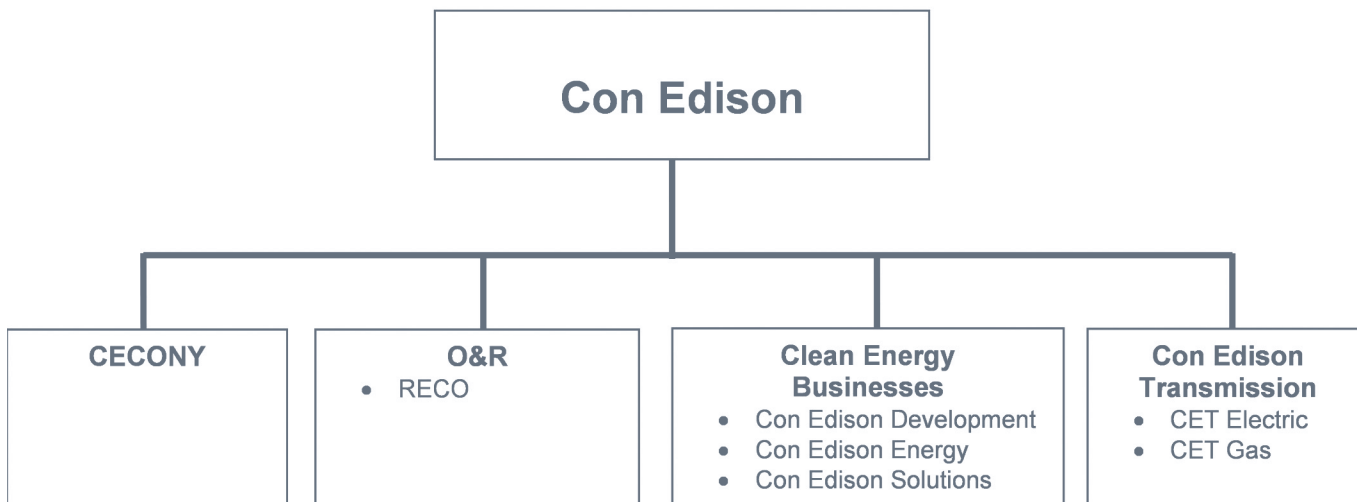 Con Edison
CECONY
O&R
• RECO
Clean Energy
Businesses
• Con Edison Development
• Con Edison Energy
• Con Edison Solutions
Con Edison
Transmission
• CET Electric
• CET Gas